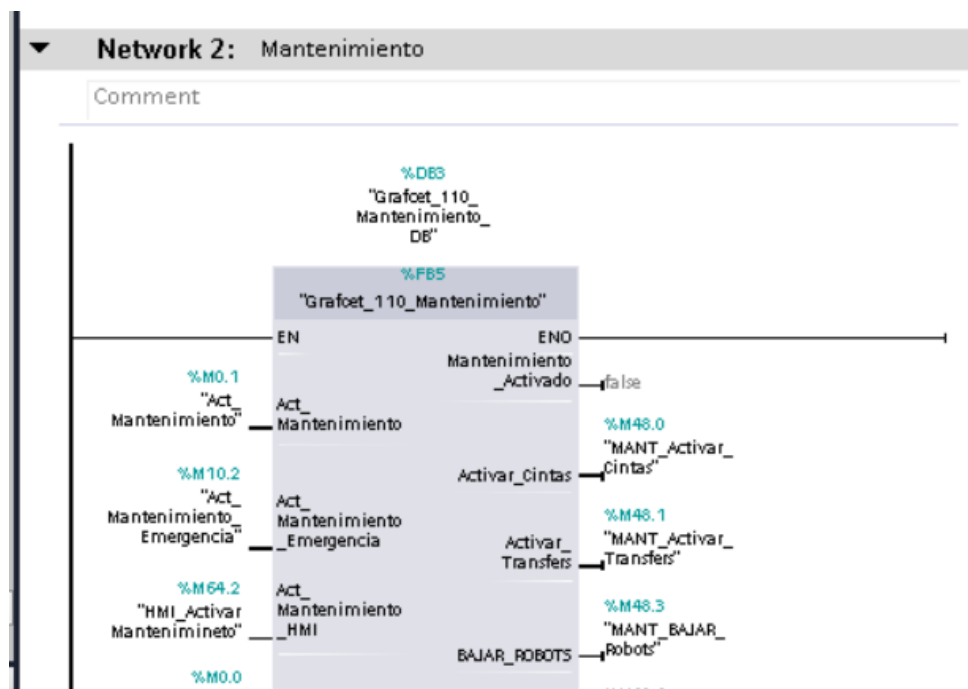 Network 2: Mantenimiento
Comment
%DB3
"Grafcet_110_
Mantenimiento_
DB"
%FB5
"Grafcet_110_Mantenimiento"
EN
ENO
Mantenimiento
_Activado
false
%M0.1
"Act_
Mantenimiento"
Act_
Mantenimiento
%M48.0
"MANT_Activar_
Cintas"
Activar_Cintas
%M10.2
"Act_
Mantenimiento_
Emergencia"
Act_
Mantenimiento
_Emergencia
%M48.1
"MANT_Activar_
Transfers"
Activar_
Transfers
%M64.2
"HMI_Activar
Mantenimineto"
Act_
Mantenimiento
_HMI
%M48.3
"MANT_BAJAR_
Robots"
BAJAR_ROBOTS
%M0.0